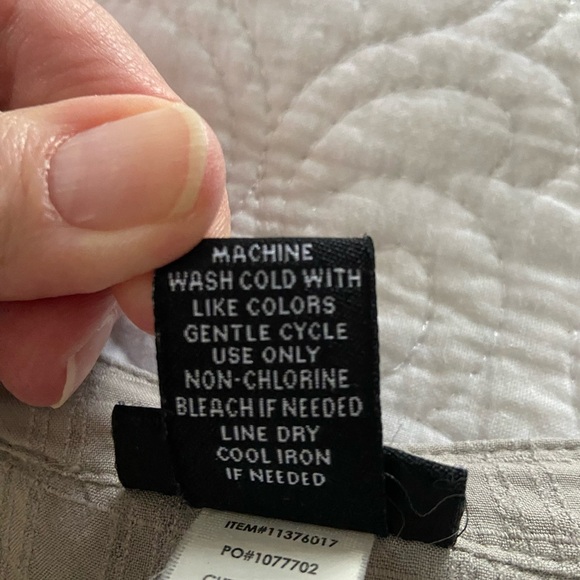 MACHINE
WASH COLD WITH
LIKE COLORS
GENTLE CYCLE
USE ONLY
NON-CHLORINE
BLEACH IF NEEDED
LINE DRY
COOL IRON
IF NEEDED
ITEM#11376017
PO#1077702